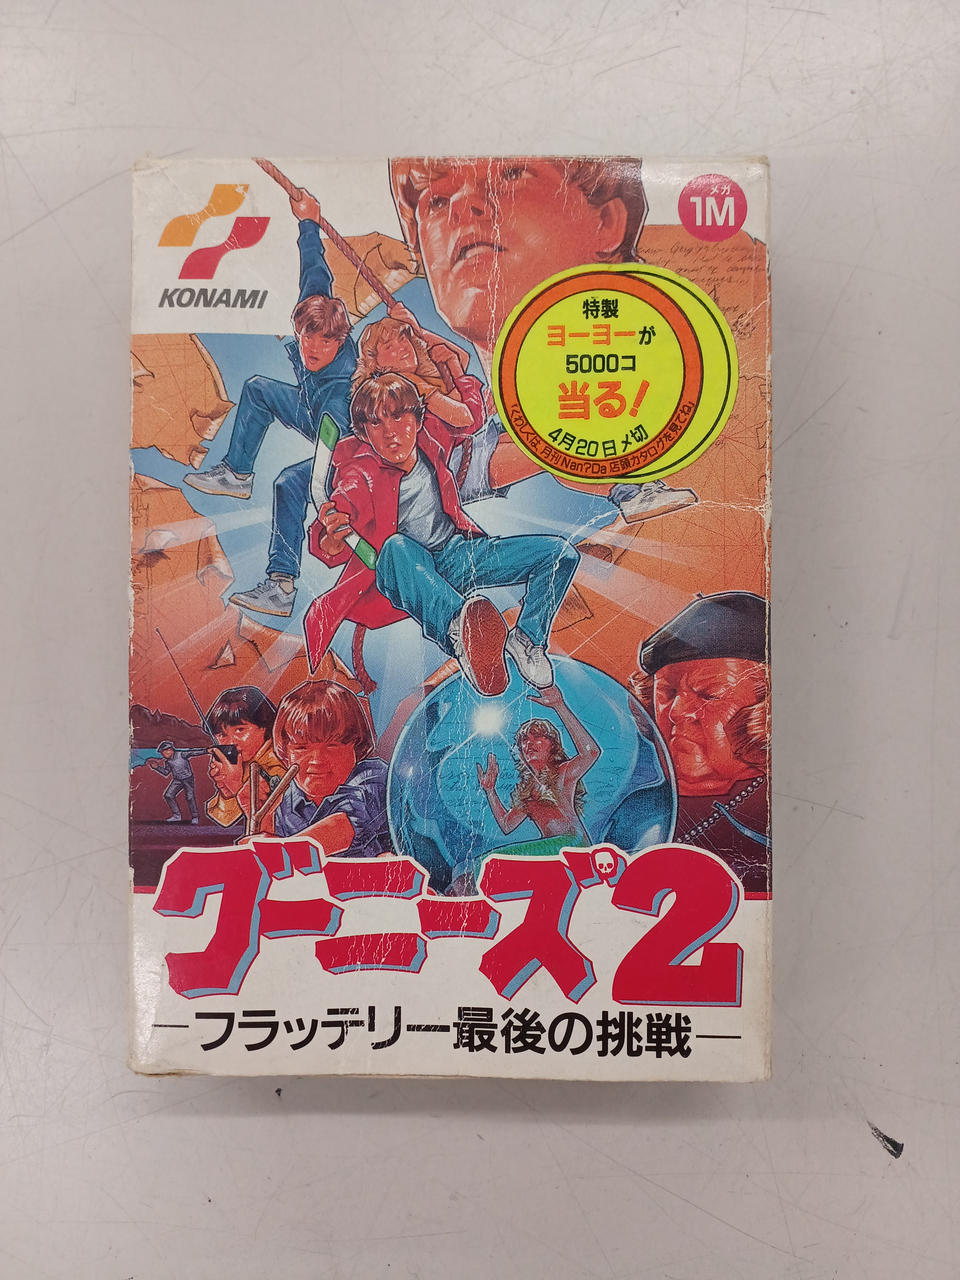 KONAMI
メガ
1M
特製
ヨーヨーが
5000コ
当る!
4月20日〆切
くわしくは、月刊Nan?Da店頭カタログを見てね
グーニーズ2
―フラッテリー最後の挑戦―